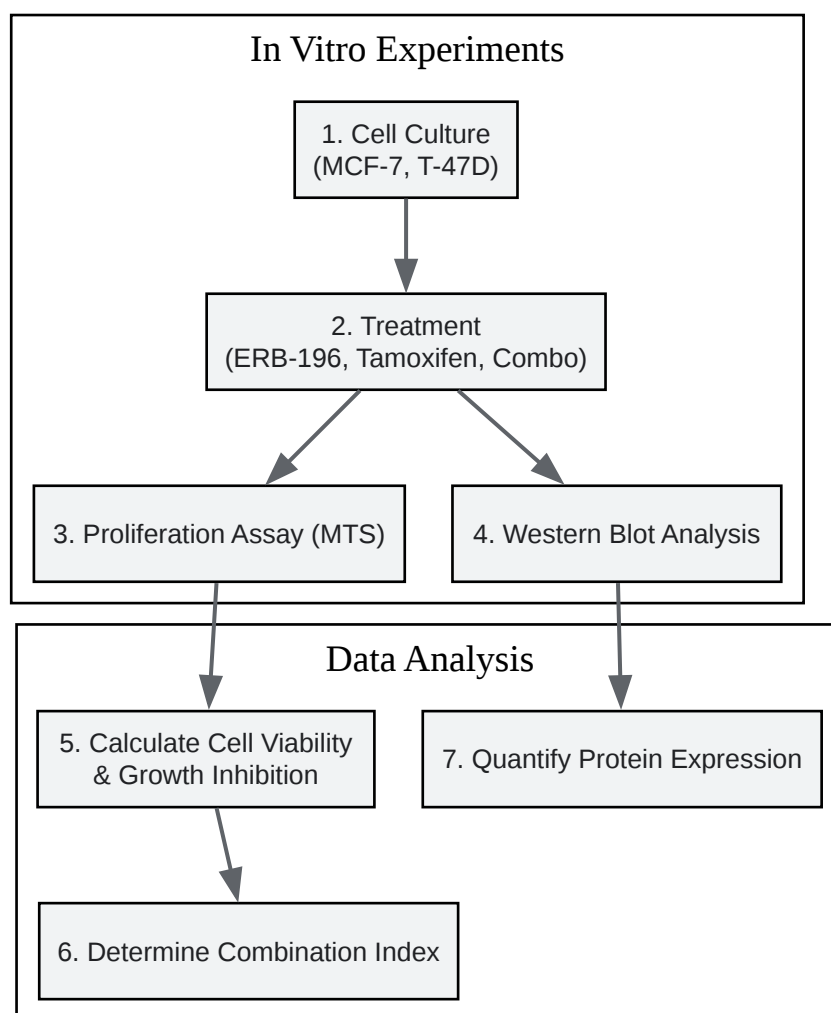 In Vitro Experiments
1. Cell Culture
(MCF-7, T-47D)
2. Treatment
(ERB-196, Tamoxifen, Combo)
3. Proliferation Assay (MTS)
4. Western Blot Analysis
Data Analysis
5. Calculate Cell Viability
& Growth Inhibition
7. Quantify Protein Expression
6. Determine Combination Index